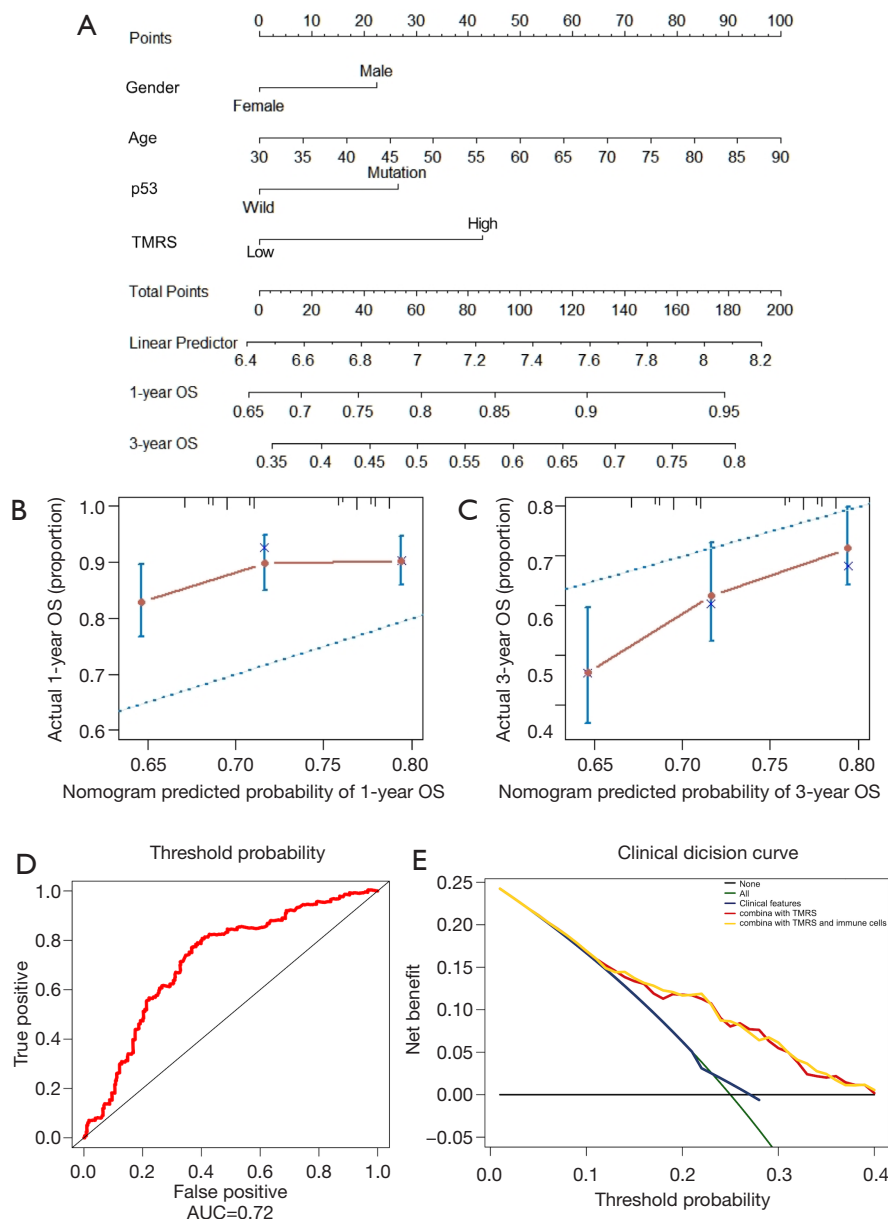 A
Points
0 10 20 30 40 50 60 70 80 90 100
Gender
Male
Female
Age
30 35 40 45 50 55 60 65 70 75 80 85 90
p53
Mutation
Wild
TMRS
High
Low
Total Points
0 20 40 60 80 100 120 140 160 180 200
Linear Predictor
6.4 6.6 6.8 7 7.2 7.4 7.6 7.8 8 8.2
1-year OS
0.65 0.7 0.75 0.8 0.85 0.9 0.95
3-year OS
0.35 0.4 0.45 0.5 0.55 0.6 0.65 0.7 0.75 0.8
B
Actual 1-year OS (proportion)
1.0
0.9
0.8
0.7
0.6
0.65 0.70 0.75 0.80
Nomogram predicted probability of 1-year OS
C
Actual 3-year OS (proportion)
0.8
0.7
0.6
0.5
0.4
0.65 0.70 0.75 0.80
Nomogram predicted probability of 3-year OS
D
Threshold probability
True positive
1.0
0.8
0.6
0.4
0.2
0.0
0.0 0.2 0.4 0.6 0.8 1.0
False positive
AUC=0.72
E
Clinical dicision curve
None
All
Clinical features
combina with TMRS
combina with TMRS and immune cells
Net benefit
0.25
0.20
0.15
0.10
0.05
0.00
−0.05
0.0 0.1 0.2 0.3 0.4
Threshold probability